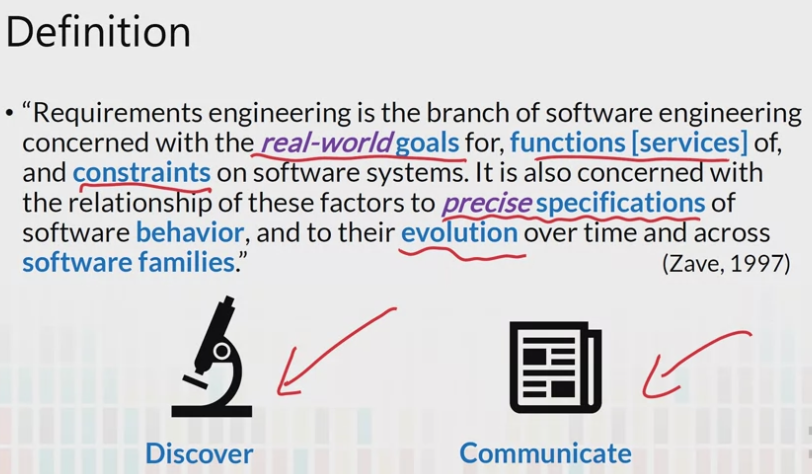 Definition
• “Requirements engineering is the branch of software engineering
concerned with the real-world goals for, functions [services] of,
and constraints on software systems. It is also concerned with
the relationship of these factors to precise specifications of
software behavior, and to their evolution over time and across
software families.” (Zave, 1997)
Discover Communicate